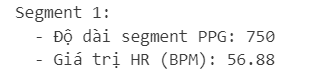 Segment 1:
- Độ dài segment PPG: 750
- Giá trị HR (BPM): 56.88